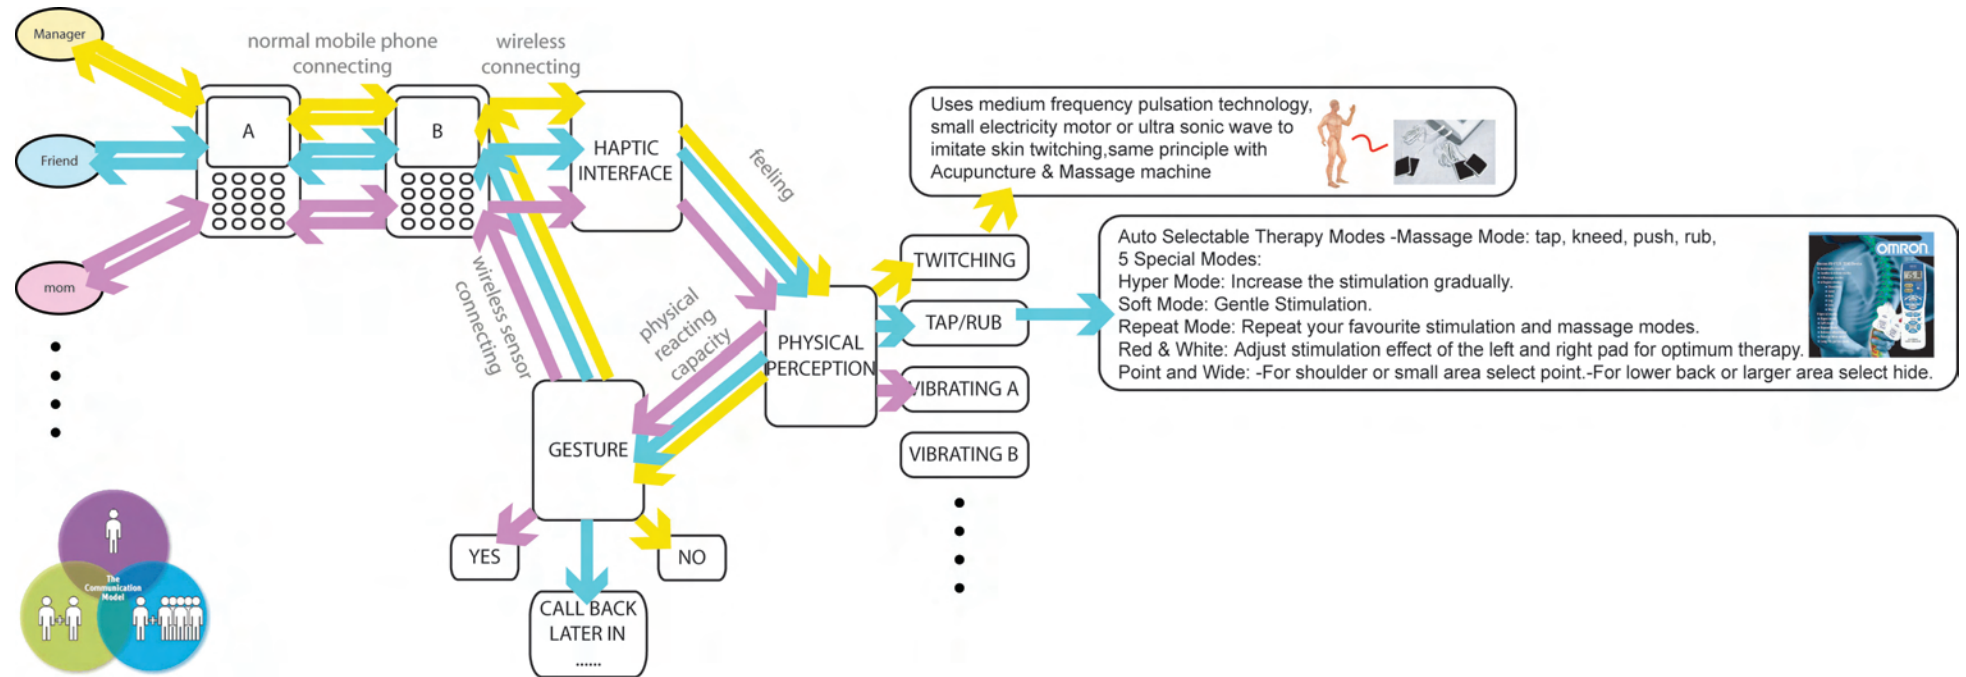 Manager
normal mobile phone
connecting
wireless
connecting
A
B
Friend
HAPTIC
INTERFACE
feeling
mom
wireless sensor
connecting
physical
reacting
capacity
Uses medium frequency pulsation technology,
small electricity motor or ultra sonic wave to
imitate skin twitching,same principle with
Acupuncture & Massage machine
TWITCHING
TAP/RUB
VIBRATING A
VIBRATING B
PHYSICAL
PERCEPTION
Auto Selectable Therapy Modes -Massage Mode: tap, kneed, push, rub,
5 Special Modes:
Hyper Mode: Increase the stimulation gradually.
Soft Mode: Gentle Stimulation.
Repeat Mode: Repeat your favourite stimulation and massage modes.
Red & White: Adjust stimulation effect of the left and right pad for optimum therapy.
Point and Wide: -For shoulder or small area select point.-For lower back or larger area select hide.
OMRON
GESTURE
YES
NO
CALL BACK
LATER IN
......
The
Communication
Model